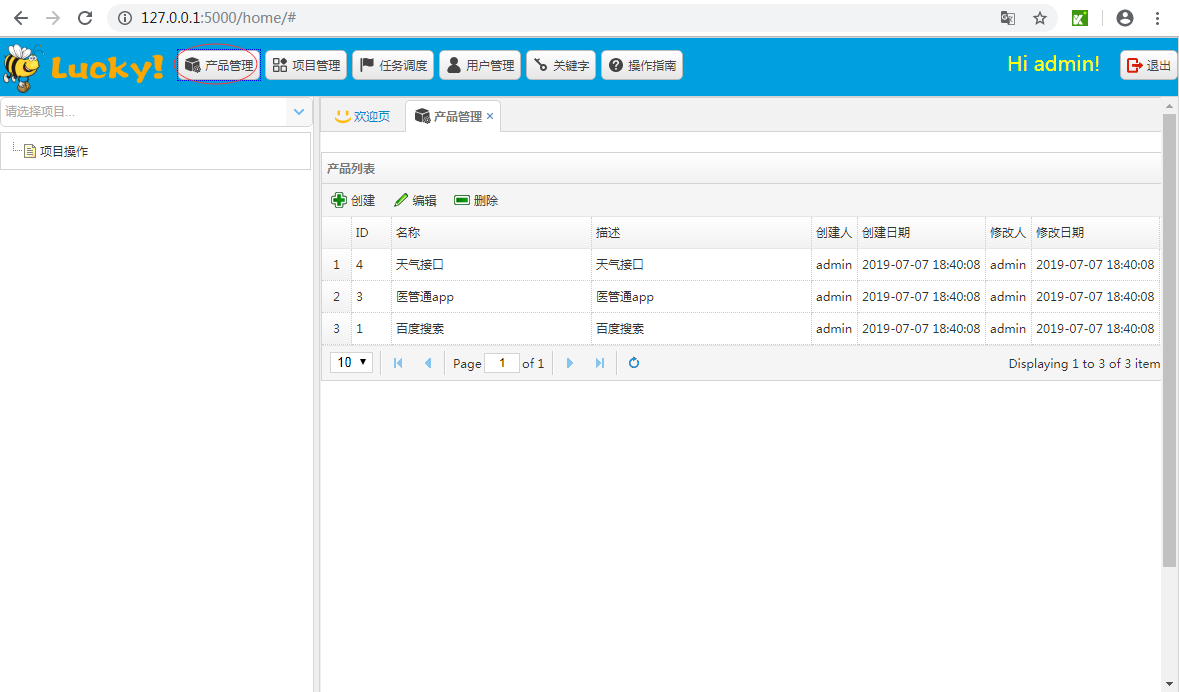 127.0.0.1:5000/home/#
Lucky! 产品管理 项目管理 任务调度 用户管理 关键字 操作指南 Hi admin! 退出
请选择项目...
项目操作
欢迎页 产品管理
产品列表
创建 编辑 删除
ID 名称 描述 创建人 创建日期 修改人 修改日期
1 4 天气接口 天气接口 admin 2019-07-07 18:40:08 admin 2019-07-07 18:40:08
2 3 医管通app 医管通app admin 2019-07-07 18:40:08 admin 2019-07-07 18:40:08
3 1 百度搜索 百度搜索 admin 2019-07-07 18:40:08 admin 2019-07-07 18:40:08
10 Page 1 of 1 Displaying 1 to 3 of 3 item